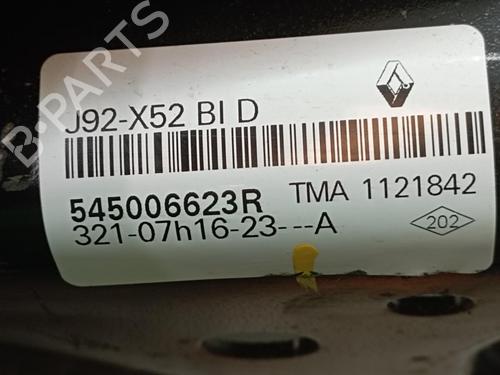 J92-X52 BI D
545006623R TMA 1121842
321-07h16-23---A
202
B-PARTS